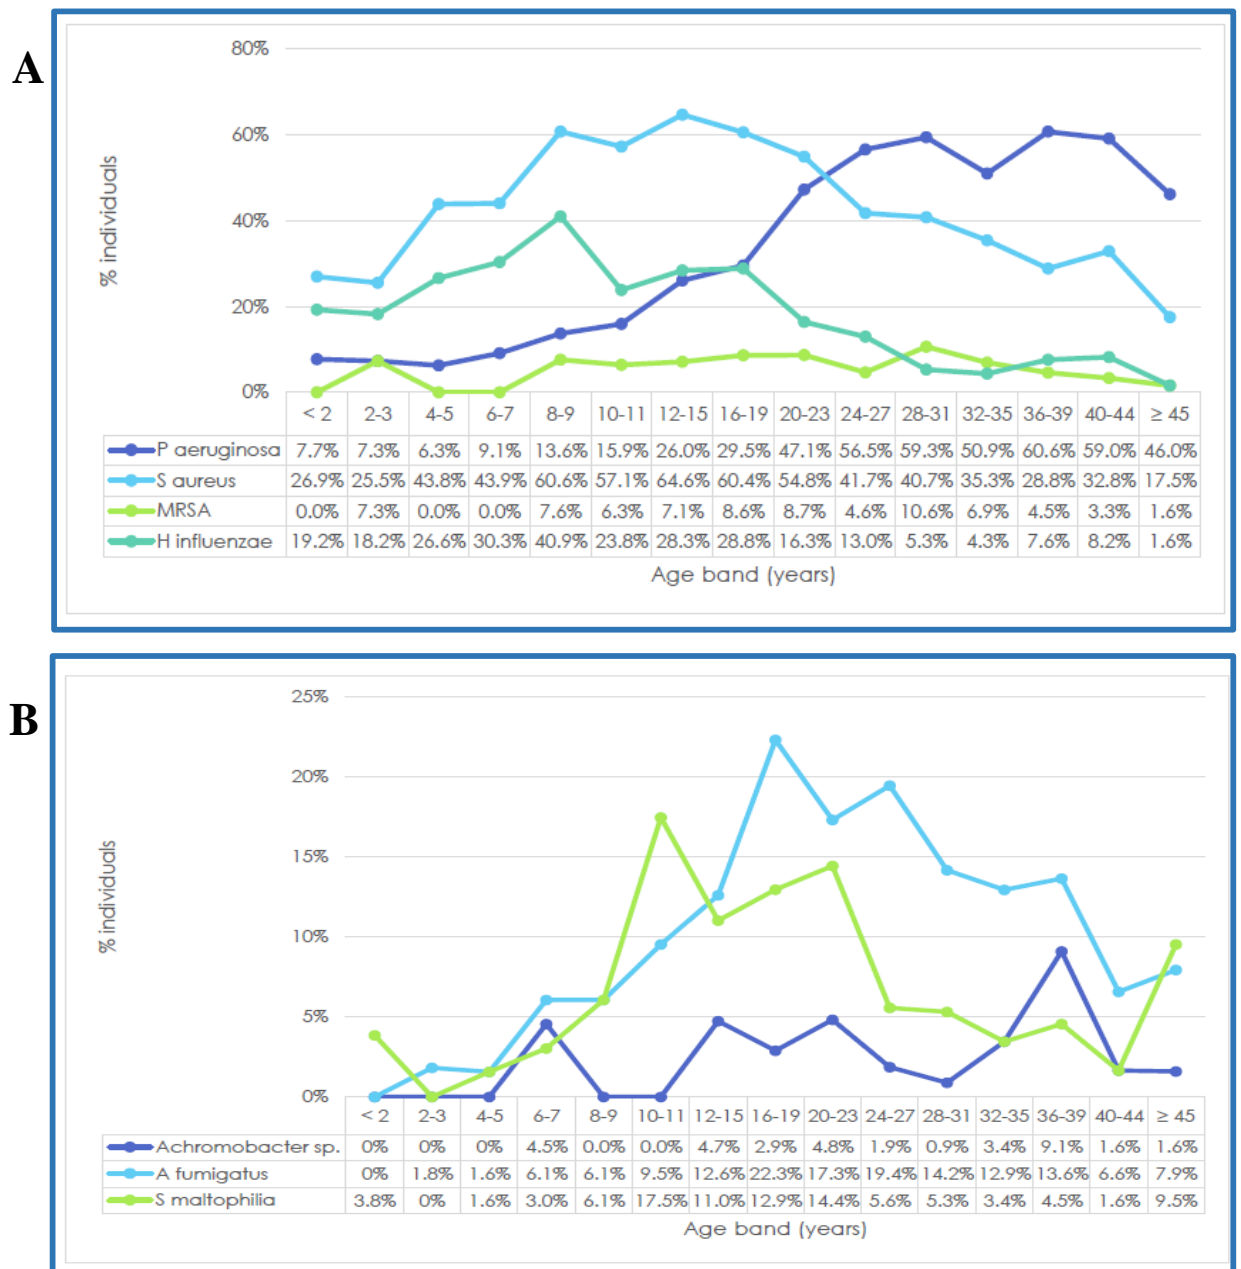 A
80%
60%
40%
20%
0%
% individuals
< 2 2-3 4-5 6-7 8-9 10-11 12-15 16-19 20-23 24-27 28-31 32-35 36-39 40-44 ≥ 45
P aeruginosa 7.7% 7.3% 6.3% 9.1% 13.6% 15.9% 26.0% 29.5% 47.1% 56.5% 59.3% 50.9% 60.6% 59.0% 46.0%
S aureus 26.9% 25.5% 43.8% 43.9% 60.6% 57.1% 64.6% 60.4% 54.8% 41.7% 40.7% 35.3% 28.8% 32.8% 17.5%
MRSA 0.0% 7.3% 0.0% 0.0% 7.6% 6.3% 7.1% 8.6% 8.7% 4.6% 10.6% 6.9% 4.5% 3.3% 1.6%
H influenzae 19.2% 18.2% 26.6% 30.3% 40.9% 23.8% 28.3% 28.8% 16.3% 13.0% 5.3% 4.3% 7.6% 8.2% 1.6%
Age band (years)
B
25%
20%
15%
10%
5%
0%
% individuals
< 2 2-3 4-5 6-7 8-9 10-11 12-15 16-19 20-23 24-27 28-31 32-35 36-39 40-44 ≥ 45
Achromobacter sp. 0% 0% 0% 4.5% 0.0% 0.0% 4.7% 2.9% 4.8% 1.9% 0.9% 3.4% 9.1% 1.6% 1.6%
A fumigatus 0% 1.8% 1.6% 6.1% 6.1% 9.5% 12.6% 22.3% 17.3% 19.4% 14.2% 12.9% 13.6% 6.6% 7.9%
S maltophilia 3.8% 0% 1.6% 3.0% 6.1% 17.5% 11.0% 12.9% 14.4% 5.6% 5.3% 3.4% 4.5% 1.6% 9.5%
Age band (years)